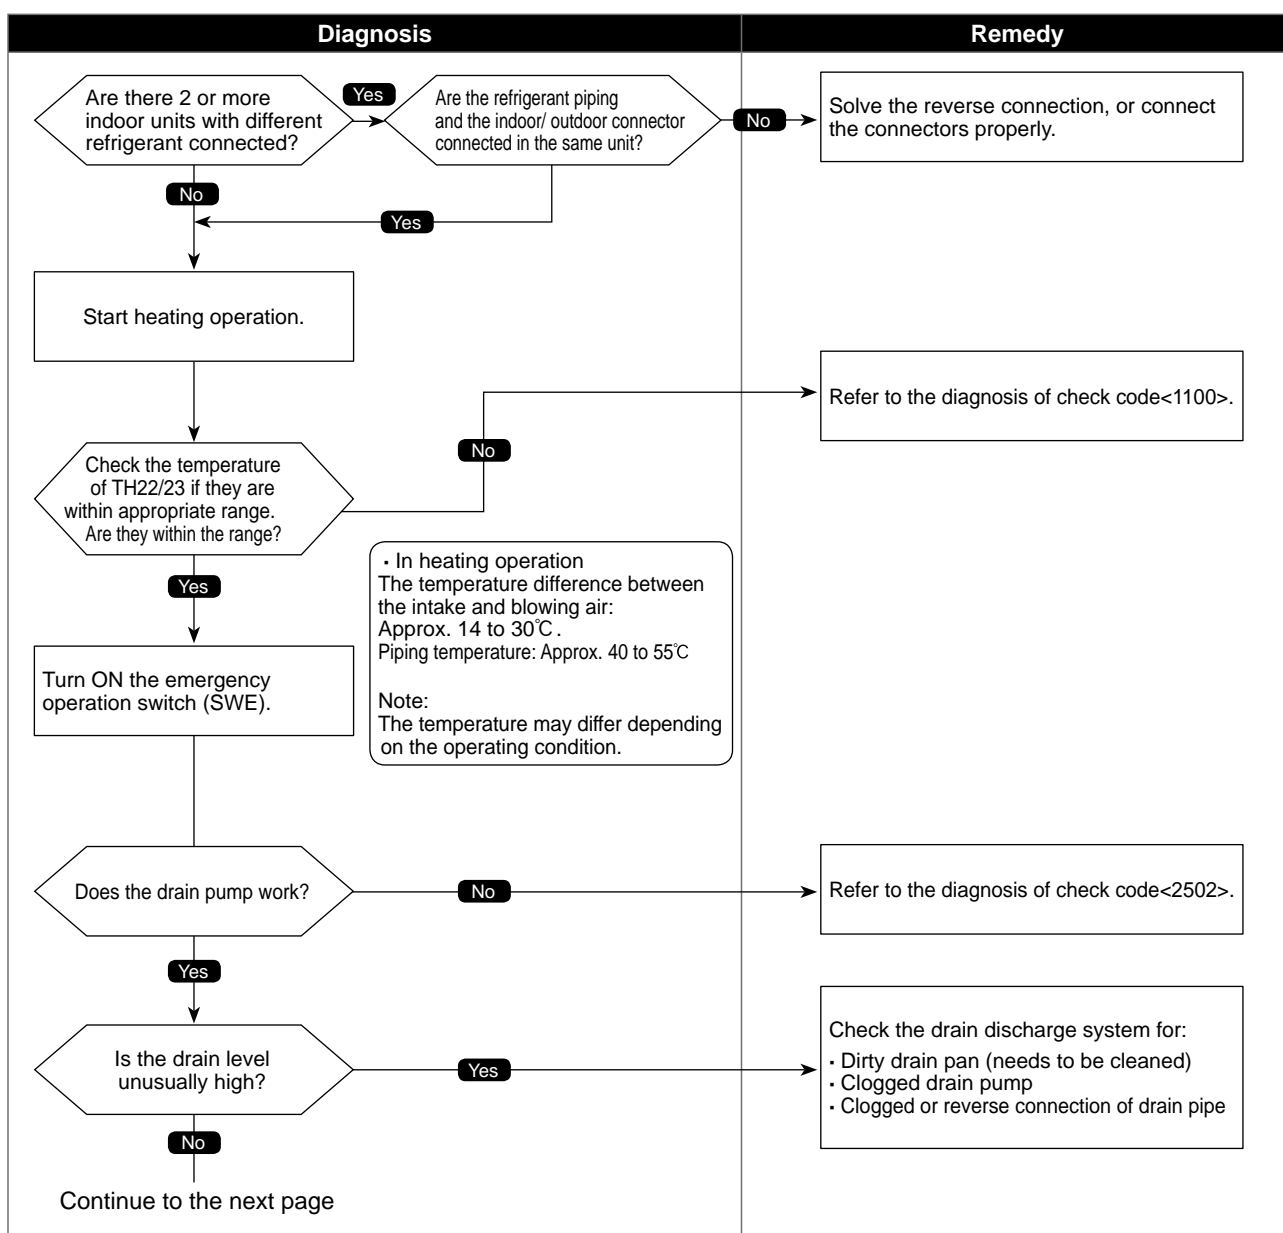 Diagnosis
Remedy
Are there 2 or more
indoor units with different
refrigerant connected?
Yes
Are the refrigerant piping
and the indoor/ outdoor connector
connected in the same unit?
No
Solve the reverse connection, or connect
the connectors properly.
No
Yes
Start heating operation.
Refer to the diagnosis of check code<1100>.
No
Check the temperature
of TH22/23 if they are
within appropriate range.
Are they within the range?
Yes
· In heating operation
The temperature difference between
the intake and blowing air:
Approx. 14 to 30℃.
Piping temperature: Approx. 40 to 55℃
Note:
The temperature may differ depending
on the operating condition.
Turn ON the emergency
operation switch (SWE).
Does the drain pump work?
No
Refer to the diagnosis of check code<2502>.
Yes
Is the drain level
unusually high?
Yes
Check the drain discharge system for:
· Dirty drain pan (needs to be cleaned)
· Clogged drain pump
· Clogged or reverse connection of drain pipe
No
Continue to the next page